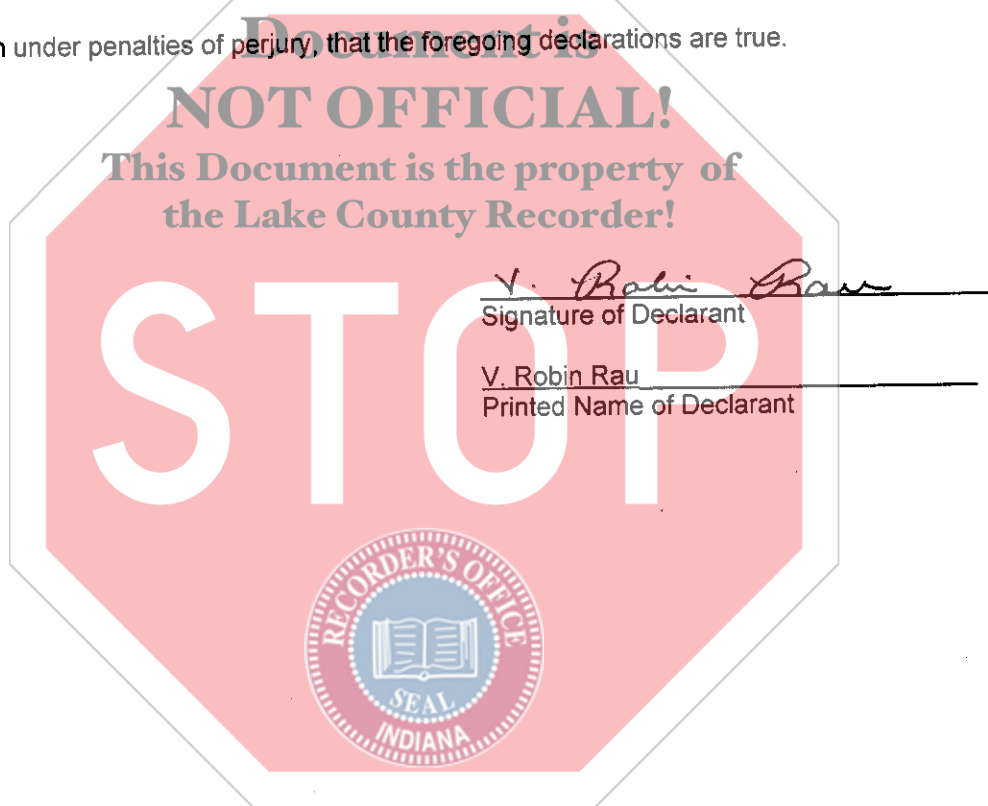 n under penalties of perjury, that the foregoing declarations are true.
Document is
NOT OFFICIAL!
This Document is the property of
the Lake County Recorder!
V. Robin Rau
Signature of Declarant
V. Robin Rau
Printed Name of Declarant
STOP
RECORDER'S OFFICE
SEAL
INDIANA